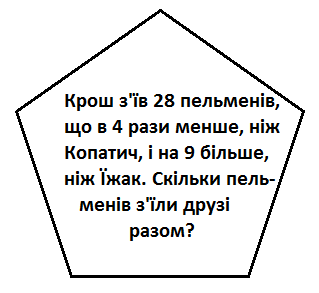 Крош з'їв 28 пельменів,
що в 4 рази менше, ніж
Копатич, і на 9 більше,
ніж Їжак. Скільки пель-
менів з'їли друзі
разом?